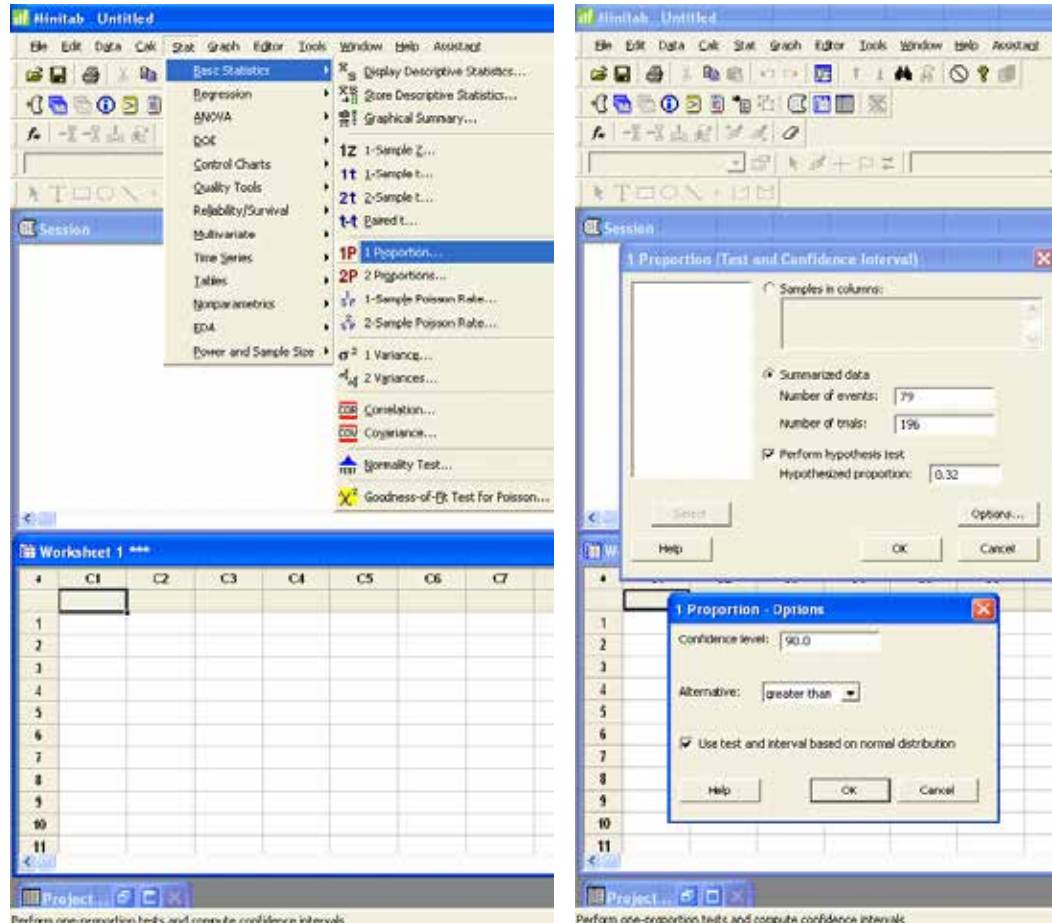 Minitab Untitled
File Edit Data Calc Stat Graph Editor Tools Window Help Assistant
Basic Statistics
Regression
ANOVA
DOE
Control Charts
Quality Tools
Reliability/Survival
Multivariate
Time Series
Tables
Nonparametrics
EDA
Power and Sample Size
Display Descriptive Statistics...
Store Descriptive Statistics...
Graphical Summary...
1Z 1-Sample Z...
1t 1-Sample t...
2t 2-Sample t...
t-t Paired t...
1P 1 Proportion...
2P 2 Proportions...
1-Sample Poisson Rate...
2-Sample Poisson Rate...
σ² 1 Variance...
2 Variances...
COR Correlation...
COV Covariance...
Normality Test...
χ² Goodness-of-Fit Test for Poisson...
Session
Worksheet 1 ***
C1 C2 C3 C4 C5 C6 C7
1
2
3
4
5
6
7
8
9
10
11
Project...
Perform one-proportion tests and compute confidence intervals
Minitab Untitled
File Edit Data Calc Stat Graph Editor Tools Window Help Assistant
Session
1 Proportion (Test and Confidence Interval)
Samples in columns:
Summarized data
Number of events: 79
Number of trials: 196
Perform hypothesis test
Hypothesized proportion: 0.32
Select
Options...
Help OK Cancel
1 Proportion - Options
Confidence level: 90.0
Alternative: greater than
Use test and interval based on normal distribution
Help OK Cancel
1
2
3
4
5
6
7
8
9
10
11
Project...
Perform one-proportion tests and compute confidence intervals